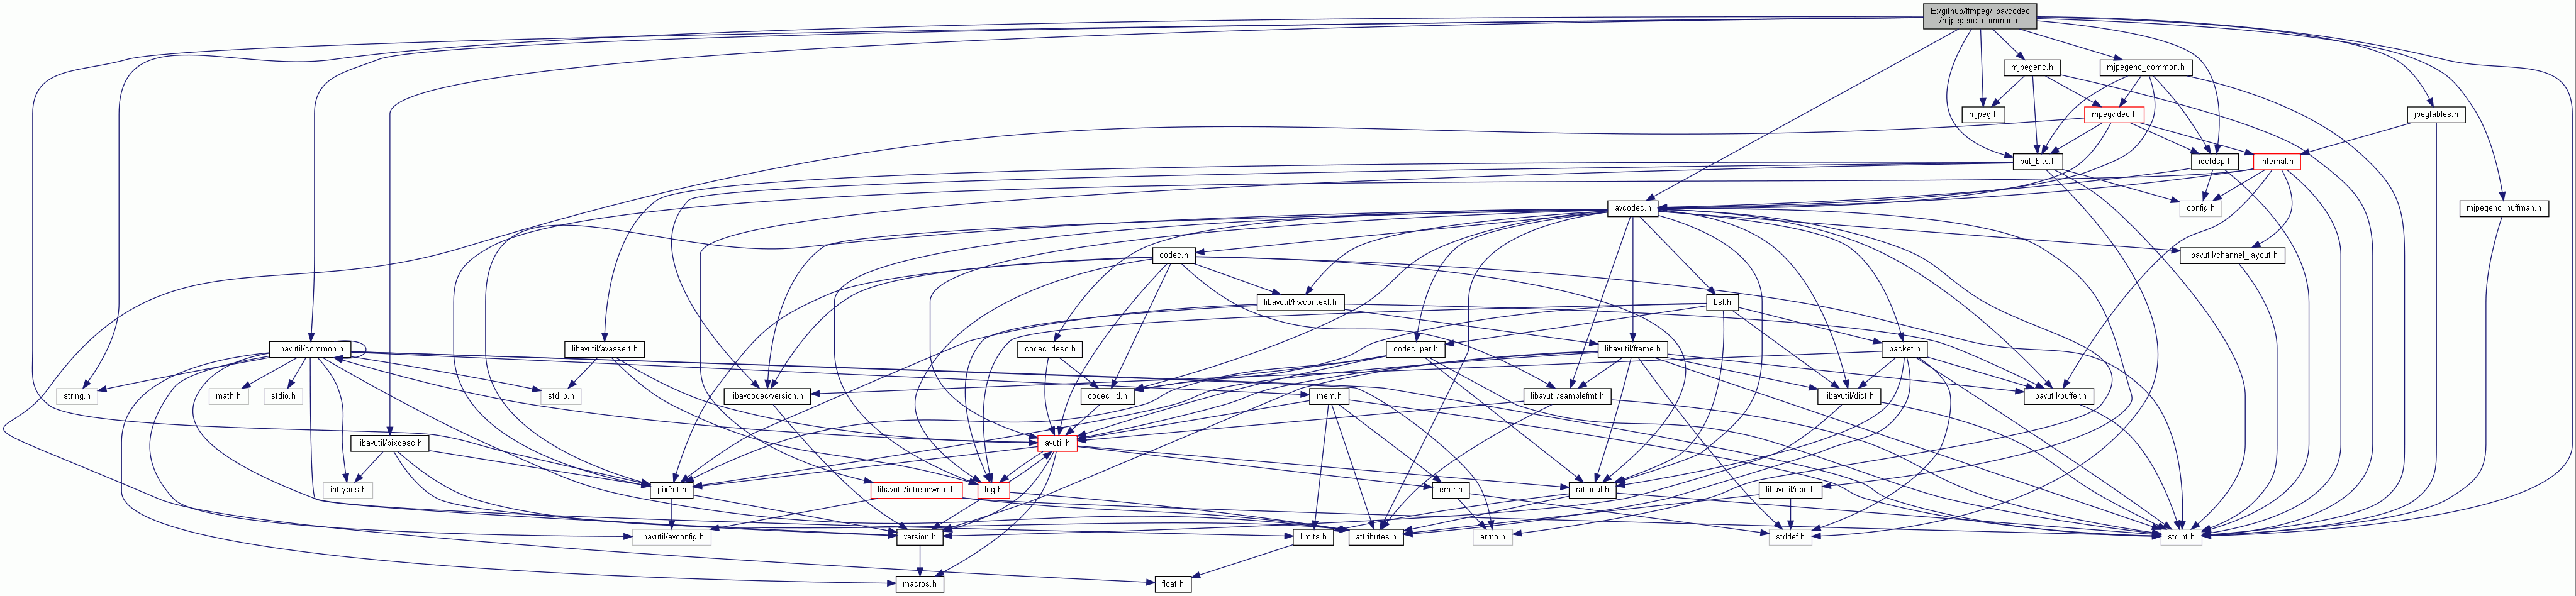 E:/github/ffmpeg/libavcodec
/mjpegenc_common.c
mjpegenc.h
mjpegenc_common.h
mjpeg.h
mpegvideo.h
jpegtables.h
put_bits.h
idctdsp.h
internal.h
avcodec.h
config.h
mjpegenc_huffman.h
codec.h
libavutil/channel_layout.h
libavutil/hwcontext.h
bsf.h
libavutil/common.h
libavutil/avassert.h
codec_desc.h
codec_par.h
libavutil/frame.h
packet.h
string.h
math.h
stdio.h
stdlib.h
libavcodec/version.h
codec_id.h
mem.h
libavutil/samplefmt.h
libavutil/dict.h
libavutil/buffer.h
libavutil/pixdesc.h
avutil.h
inttypes.h
pixfmt.h
libavutil/intreadwrite.h
log.h
error.h
rational.h
libavutil/cpu.h
libavutil/avconfig.h
version.h
limits.h
attributes.h
errno.h
stddef.h
stdint.h
macros.h
float.h